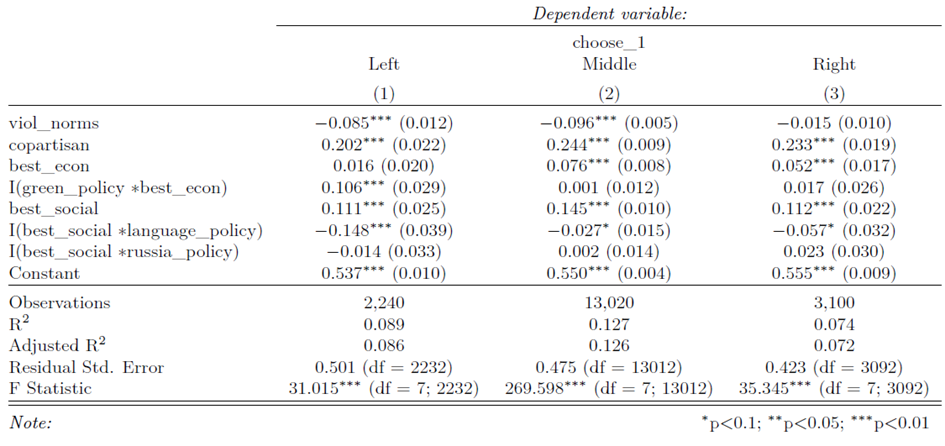 Dependent variable:
choose_1
Left Middle Right
(1) (2) (3)
viol_norms −0.085*** (0.012) −0.096*** (0.005) −0.015 (0.010)
copartisan 0.202*** (0.022) 0.244*** (0.009) 0.233*** (0.019)
best_econ 0.016 (0.020) 0.076*** (0.008) 0.052*** (0.017)
I(green_policy *best_econ) 0.106*** (0.029) 0.001 (0.012) 0.017 (0.026)
best_social 0.111*** (0.025) 0.145*** (0.010) 0.112*** (0.022)
I(best_social *language_policy) −0.148*** (0.039) −0.027* (0.015) −0.057* (0.032)
I(best_social *russia_policy) −0.014 (0.033) 0.002 (0.014) 0.023 (0.030)
Constant 0.537*** (0.010) 0.550*** (0.004) 0.555*** (0.009)
Observations 2,240 13,020 3,100
R² 0.089 0.127 0.074
Adjusted R² 0.086 0.126 0.072
Residual Std. Error 0.501 (df = 2232) 0.475 (df = 13012) 0.423 (df = 3092)
F Statistic 31.015*** (df = 7; 2232) 269.598*** (df = 7; 13012) 35.345*** (df = 7; 3092)
Note: *p<0.1; **p<0.05; ***p<0.01